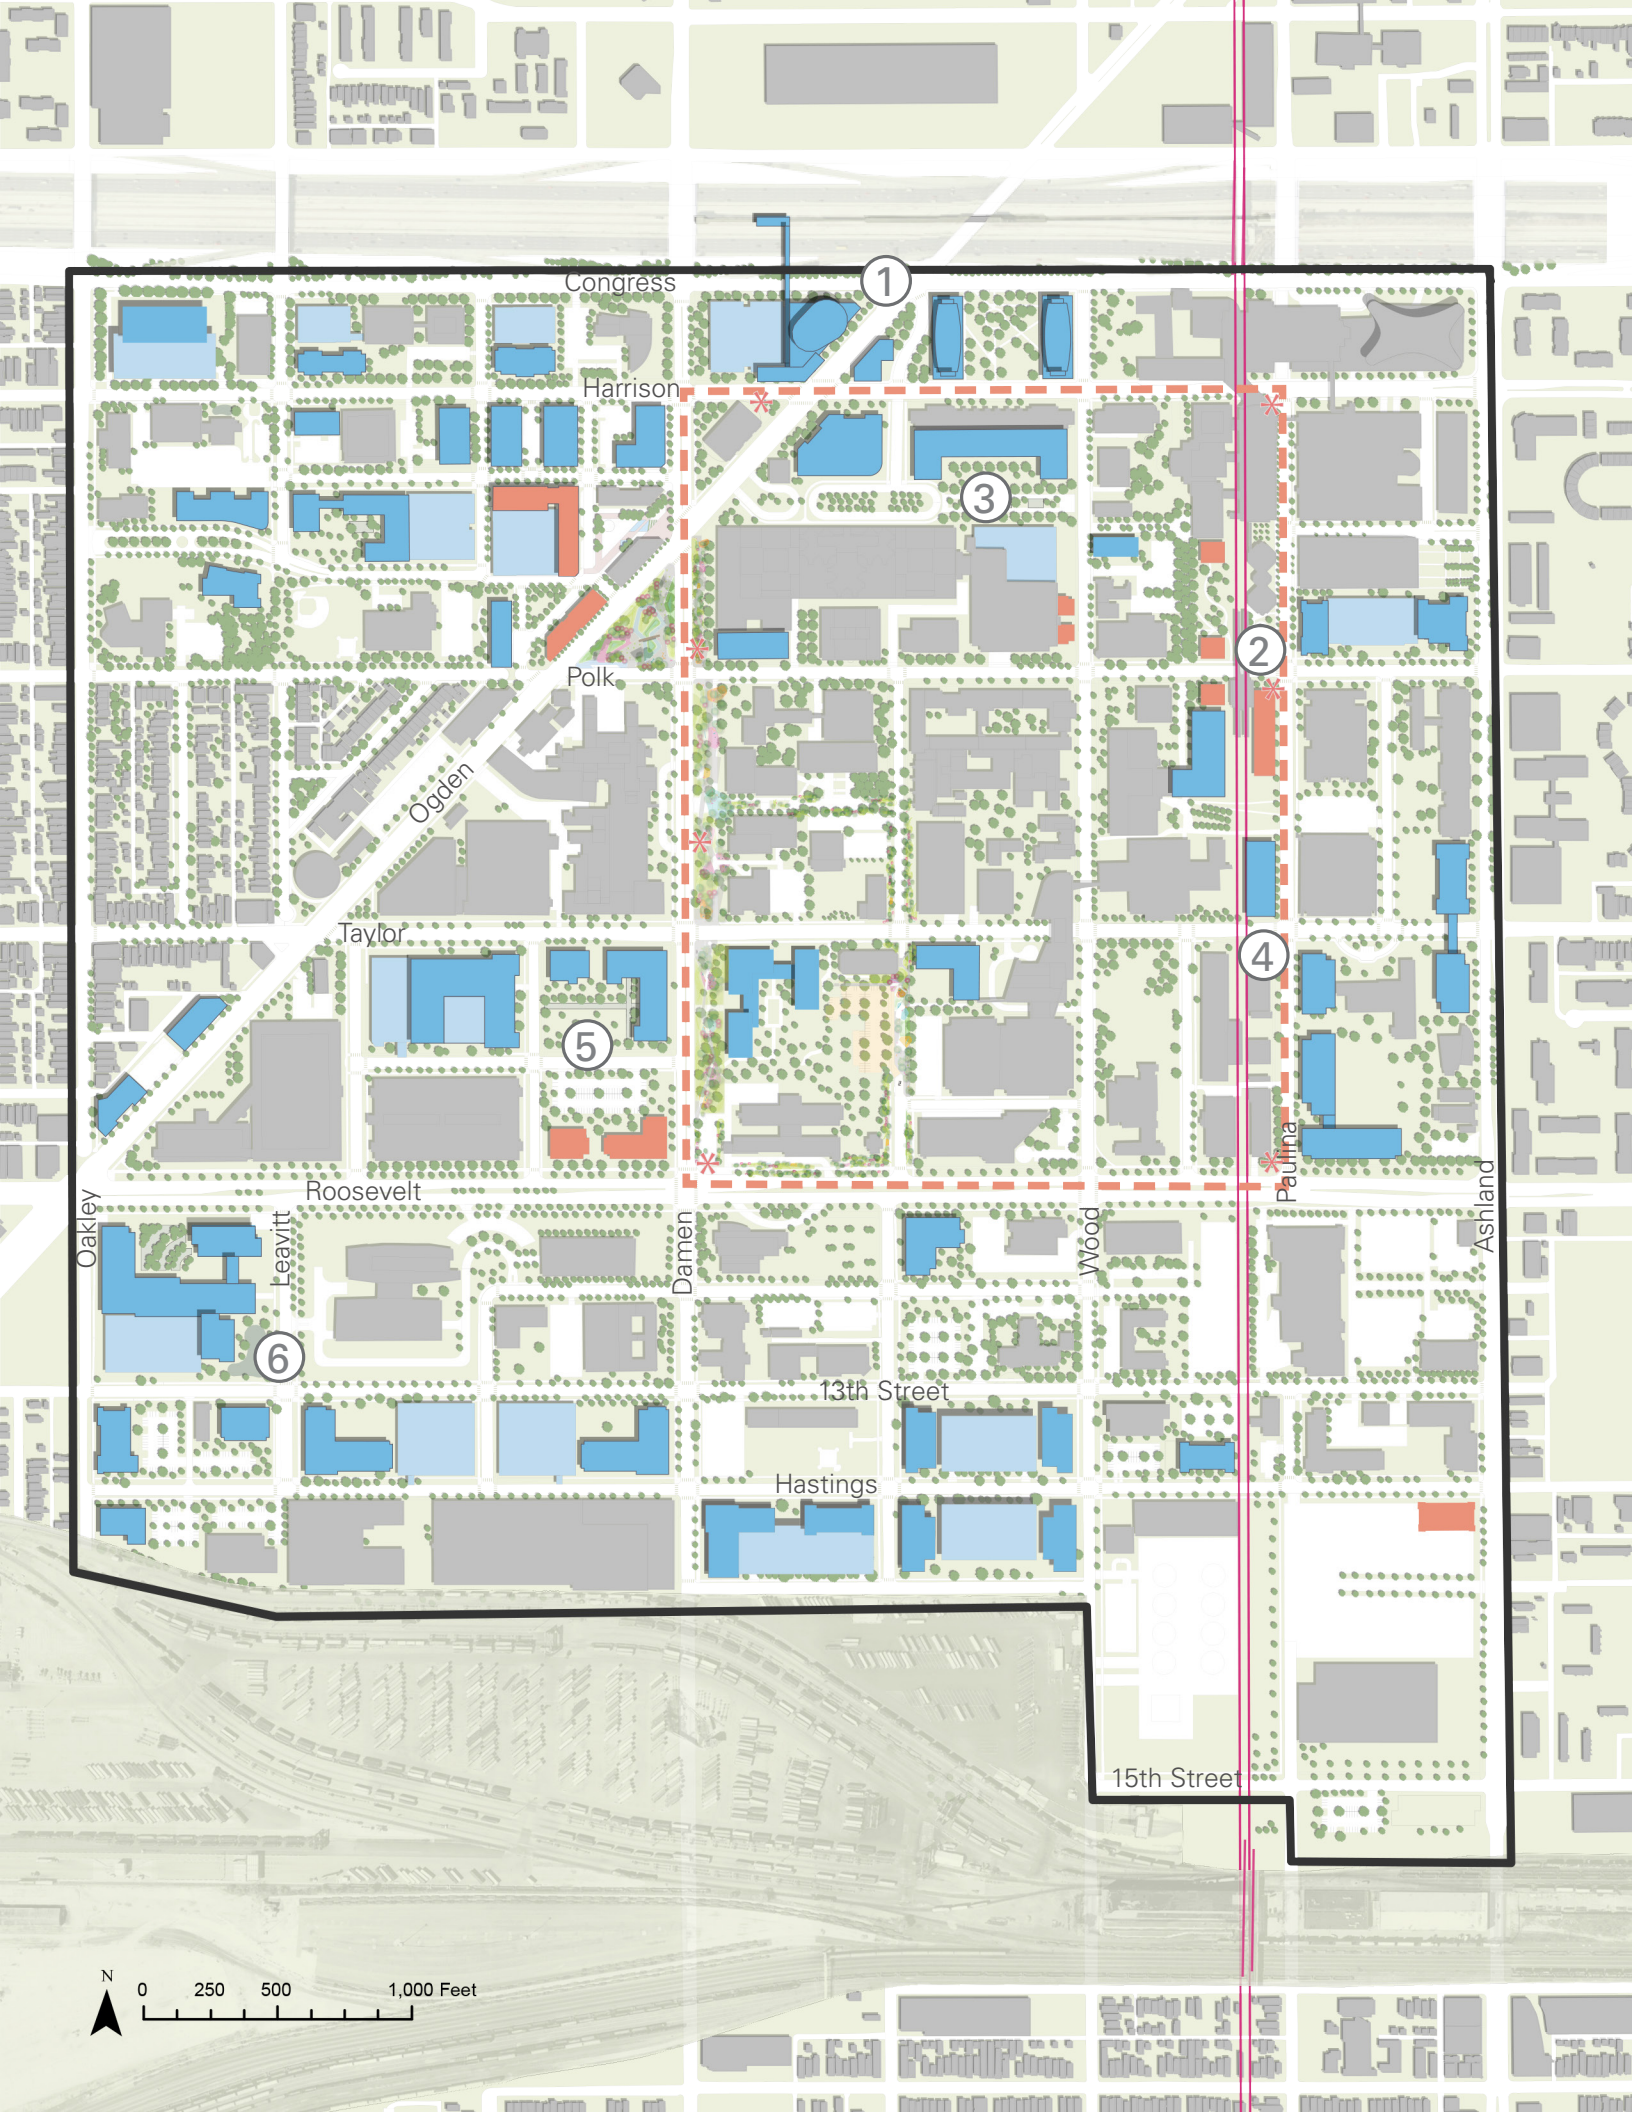 Congress
1
Harrison
3
2
Polk
Ogden
Taylor
4
5
Paulina
Roosevelt
Oakley
Leavitt
Damen
Wood
Ashland
6
13th Street
Hastings
15th Street
N
0 250 500 1,000 Feet